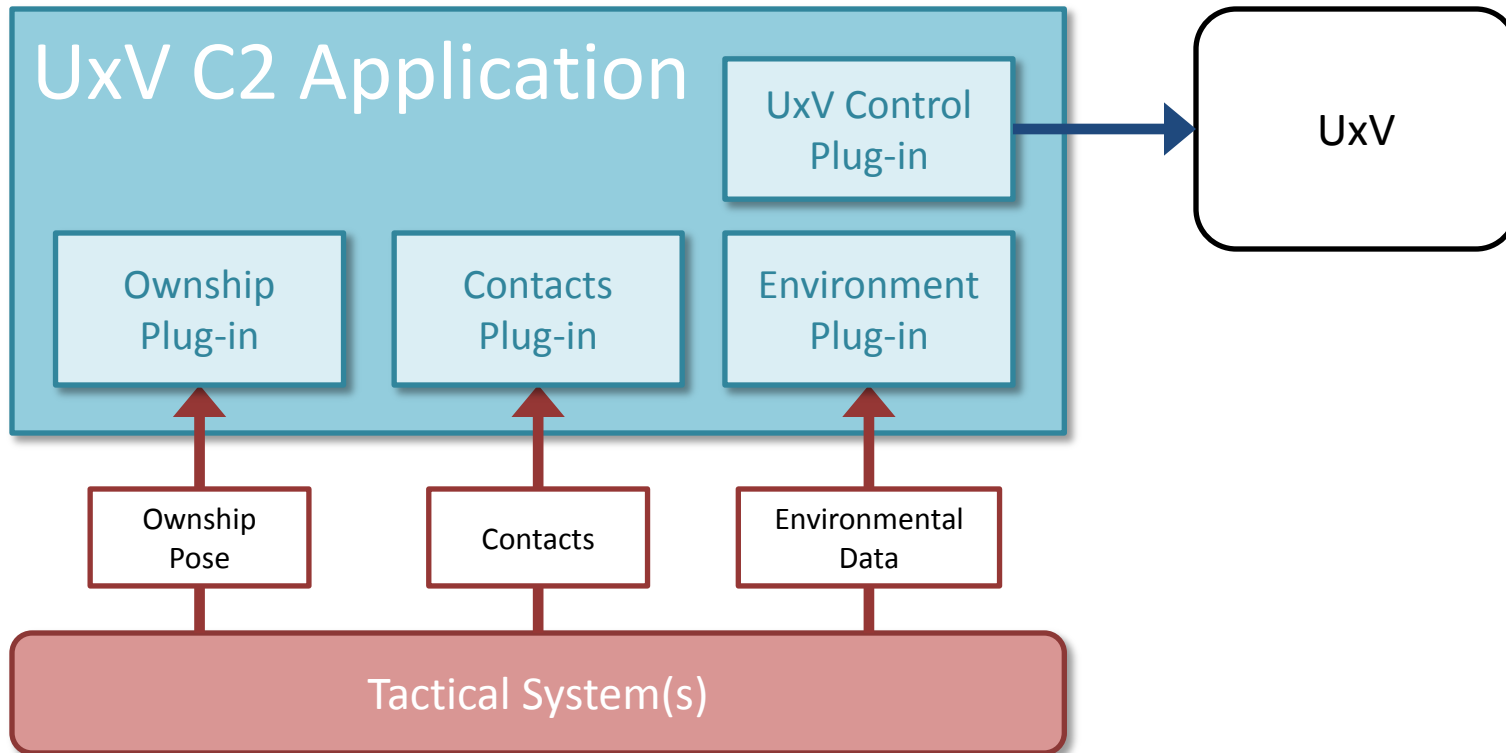 UxV C2 Application
UxV Control
Plug-in
UxV
Ownship
Plug-in
Contacts
Plug-in
Environment
Plug-in
Ownship
Pose
Contacts
Environmental
Data
Tactical System(s)